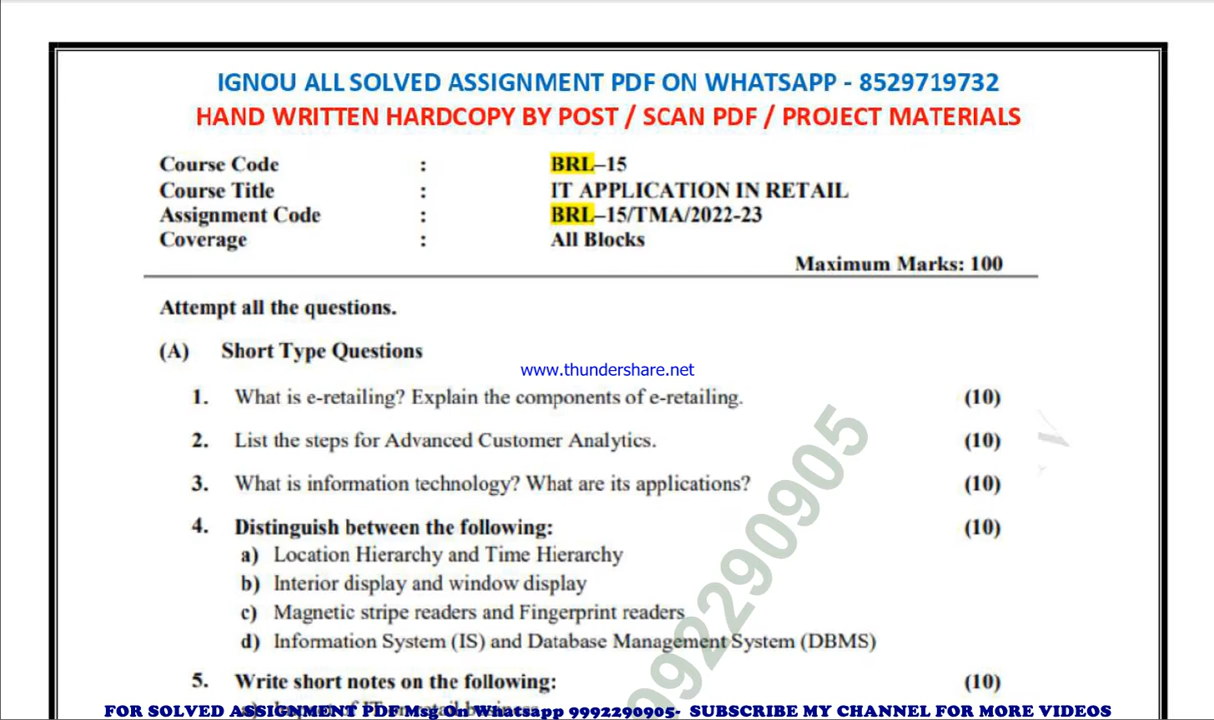 IGNOU ALL SOLVED ASSIGNMENT PDF ON WHATSAPP - 8529719732
HAND WRITTEN HARDCOPY BY POST / SCAN PDF / PROJECT MATERIALS
Course Code : BRL–15
Course Title : IT APPLICATION IN RETAIL
Assignment Code : BRL–15/TMA/2022-23
Coverage : All Blocks
Maximum Marks: 100
Attempt all the questions.
(A) Short Type Questions
www.thundershare.net
1. What is e-retailing? Explain the components of e-retailing. (10)
2. List the steps for Advanced Customer Analytics. (10)
3. What is information technology? What are its applications? (10)
4. Distinguish between the following: (10)
a) Location Hierarchy and Time Hierarchy
b) Interior display and window display
c) Magnetic stripe readers and Fingerprint readers
d) Information System (IS) and Database Management System (DBMS)
5. Write short notes on the following: (10)
9992290905
FOR SOLVED ASSIGNMENT PDF Msg On Whatsapp 9992290905- SUBSCRIBE MY CHANNEL FOR MORE VIDEOS